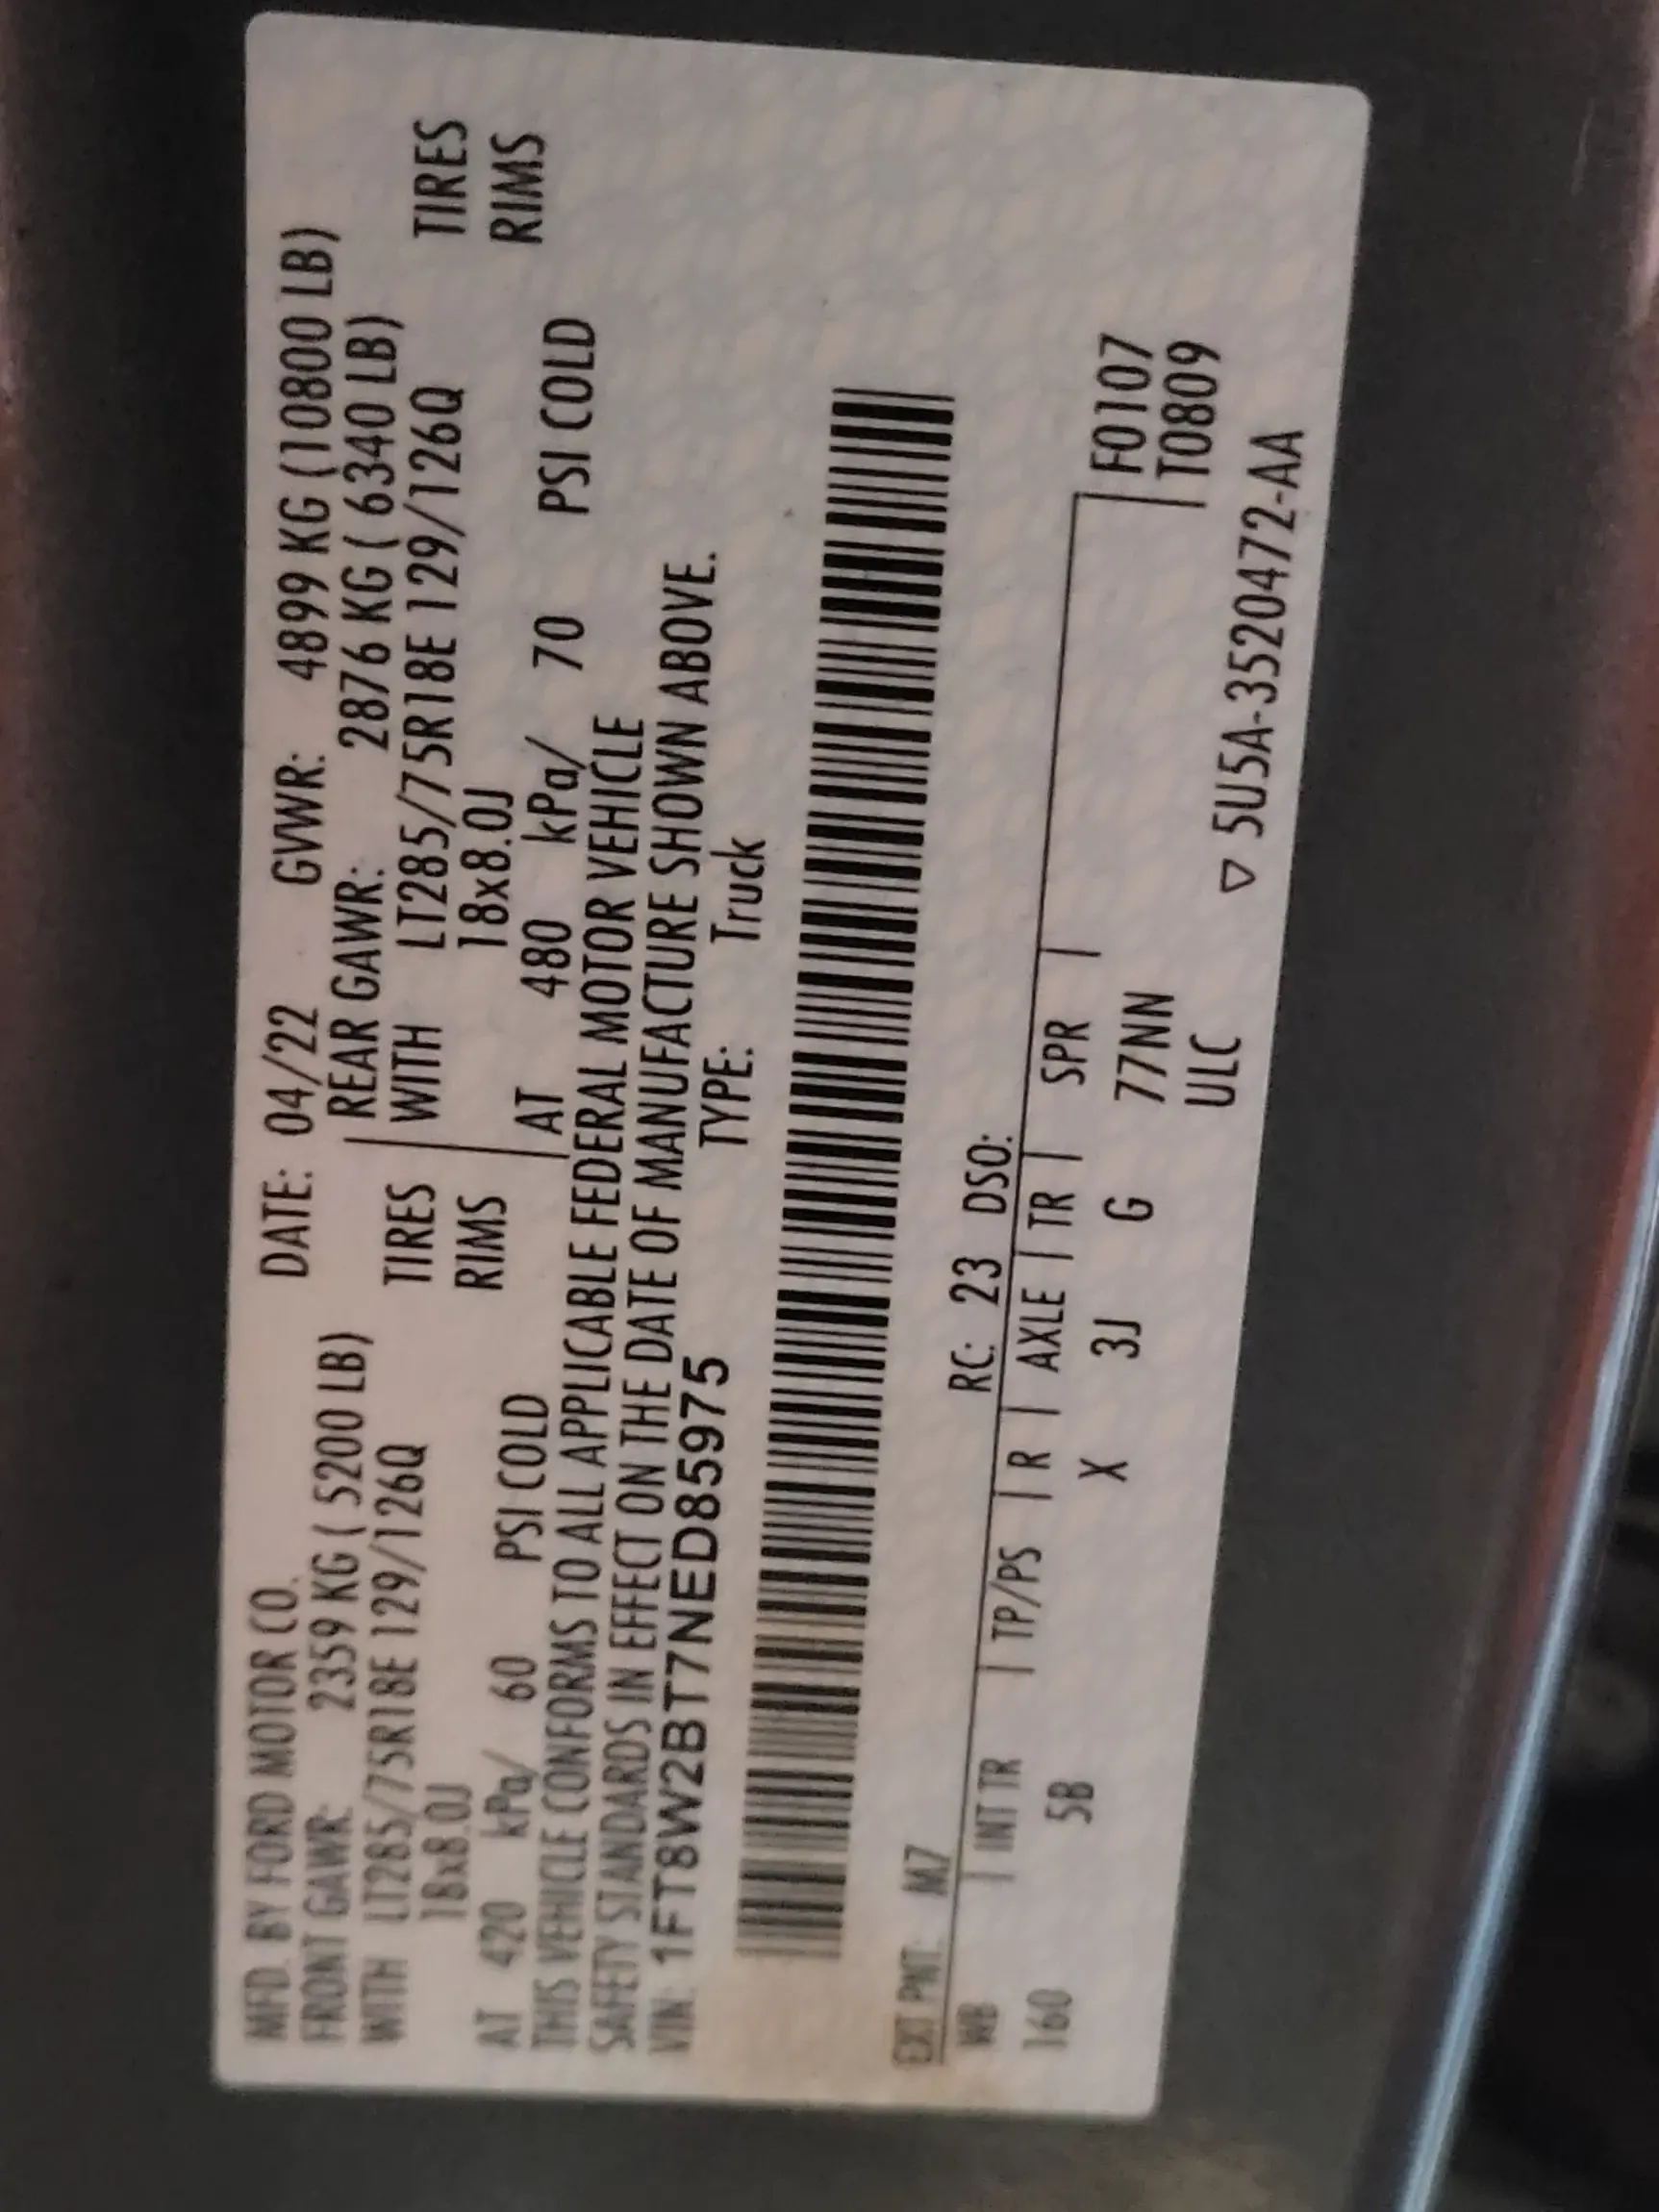 MFD. BY FORD MOTOR CO. DATE: 04/22 GVWR: 4899 KG (10800 LB)
FRONT GAWR: 2359 KG ( 5200 LB) REAR GAWR: 2876 KG ( 6340 LB)
WITH LT285/75R18E 129/126Q TIRES WITH LT285/75R18E 129/126Q TIRES
18x8.0J RIMS 18x8.0J RIMS
AT 420 kPa/ 60 PSI COLD AT 480 kPa/ 70 PSI COLD
THIS VEHICLE CONFORMS TO ALL APPLICABLE FEDERAL MOTOR VEHICLE
SAFETY STANDARDS IN EFFECT ON THE DATE OF MANUFACTURE SHOWN ABOVE.
VIN: 1FT8W2BT7NED85975 TYPE: Truck
EXT PNT: M7 RC: 23 DSO:
WB INT TR TP/PS R AXLE TR SPR F0107
160 5B X 3J G 77NN T0809
ULC
▽ 5U5A-3520472-AA